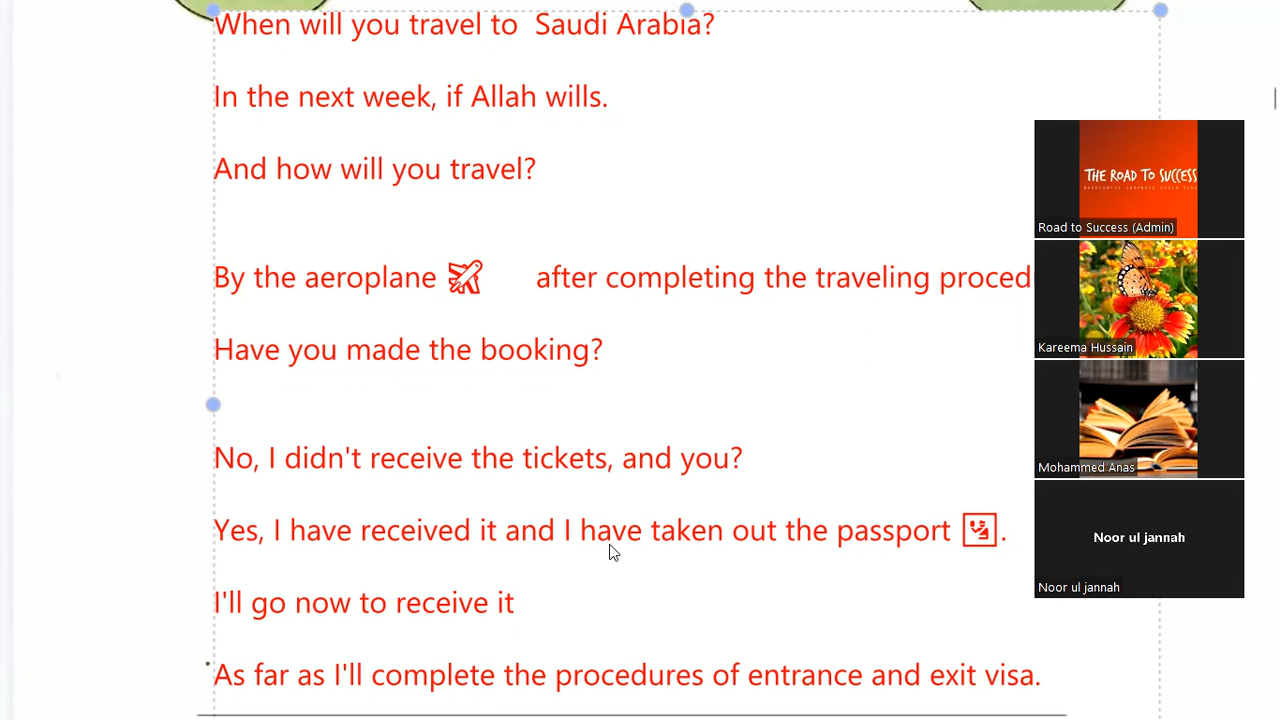 When will you travel to Saudi Arabia?
In the next week, if Allah wills.
And how will you travel?
THE ROAD TO SUCCESS
Road to Success (Admin)
By the aeroplane after completing the traveling proced
Kareema Hussain
Have you made the booking?
No, I didn't receive the tickets, and you?
Mohammed Anas
Yes, I have received it and I have taken out the passport .
Noor ul jannah
Noor ul jannah
I'll go now to receive it
As far as I'll complete the procedures of entrance and exit visa.